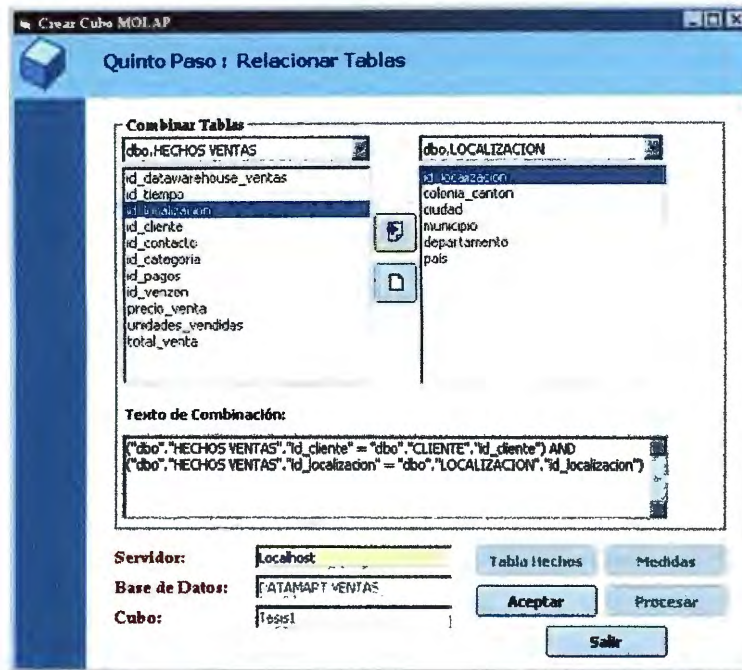 Crear Cubo MOLAP
Quinto Paso : Relacionar Tablas
Combinar Tablas
dbo.HECHOS VENTAS
dbo.LOCALIZACION
id_datawarehouse_ventas
id_tiempo
id_localizacion
id_cliente
id_contacto
id_categoria
id_pagos
id_venzon
precio_venta
unidades_vendidas
total_venta
id_localizacion
colonia_canton
ciudad
municipio
departamento
pais
Texto de Combinación:
("dbo"."HECHOS VENTAS"."id_cliente" = "dbo"."CLIENTE"."id_cliente") AND
("dbo"."HECHOS VENTAS"."id_localizacion" = "dbo"."LOCALIZACION"."id_localizacion")
Servidor: Localhost
Base de Datos: DATAMART VENTAS
Cubo: Tesis1
Tabla Hechos
Medidas
Aceptar
Procesar
Salir